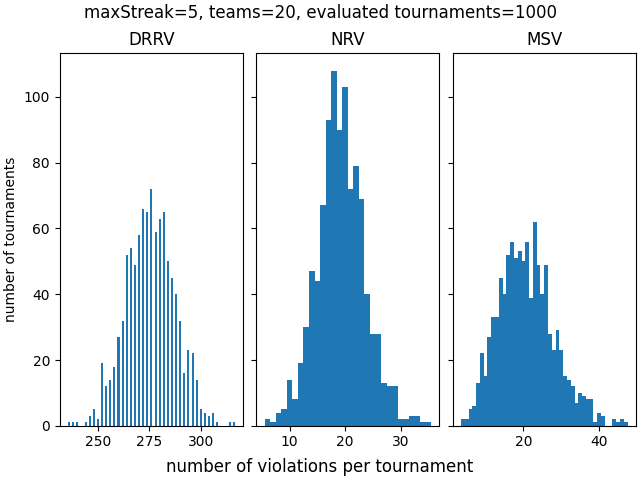 maxStreak=5, teams=20, evaluated tournaments=1000
DRRV NRV MSV
number of tournaments
100
80
60
40
20
0
250 275 300 10 20 30 20 40
number of violations per tournament